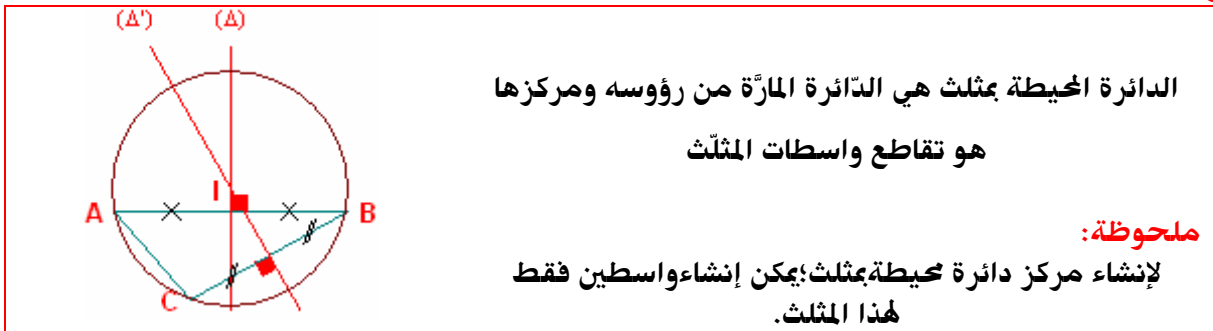 (Δ') (Δ)
الدائرة المحيطة بمثلث هي الدّائرة المارَّة من رؤوسه ومركزها
هو تقاطع واسطات المثلّث
I
A
B
C
ملحوظة:
لإنشاء مركز دائرة محيطةبمثلث؛يمكن إنشاءواسطين فقط
لهذا المثلث.